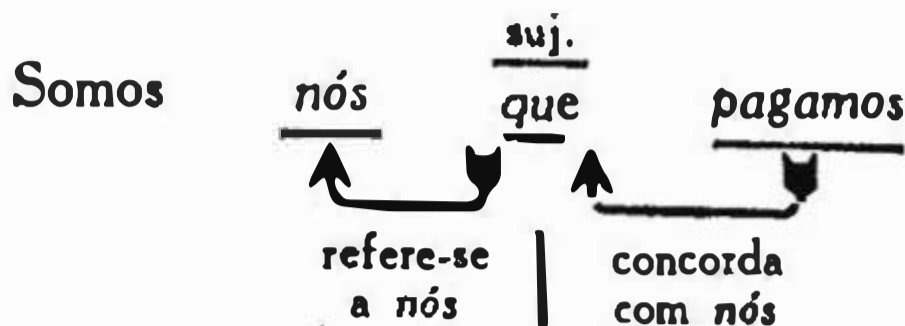 suj.
Somos nós que pagamos
refere-se concorda
a nós com nós